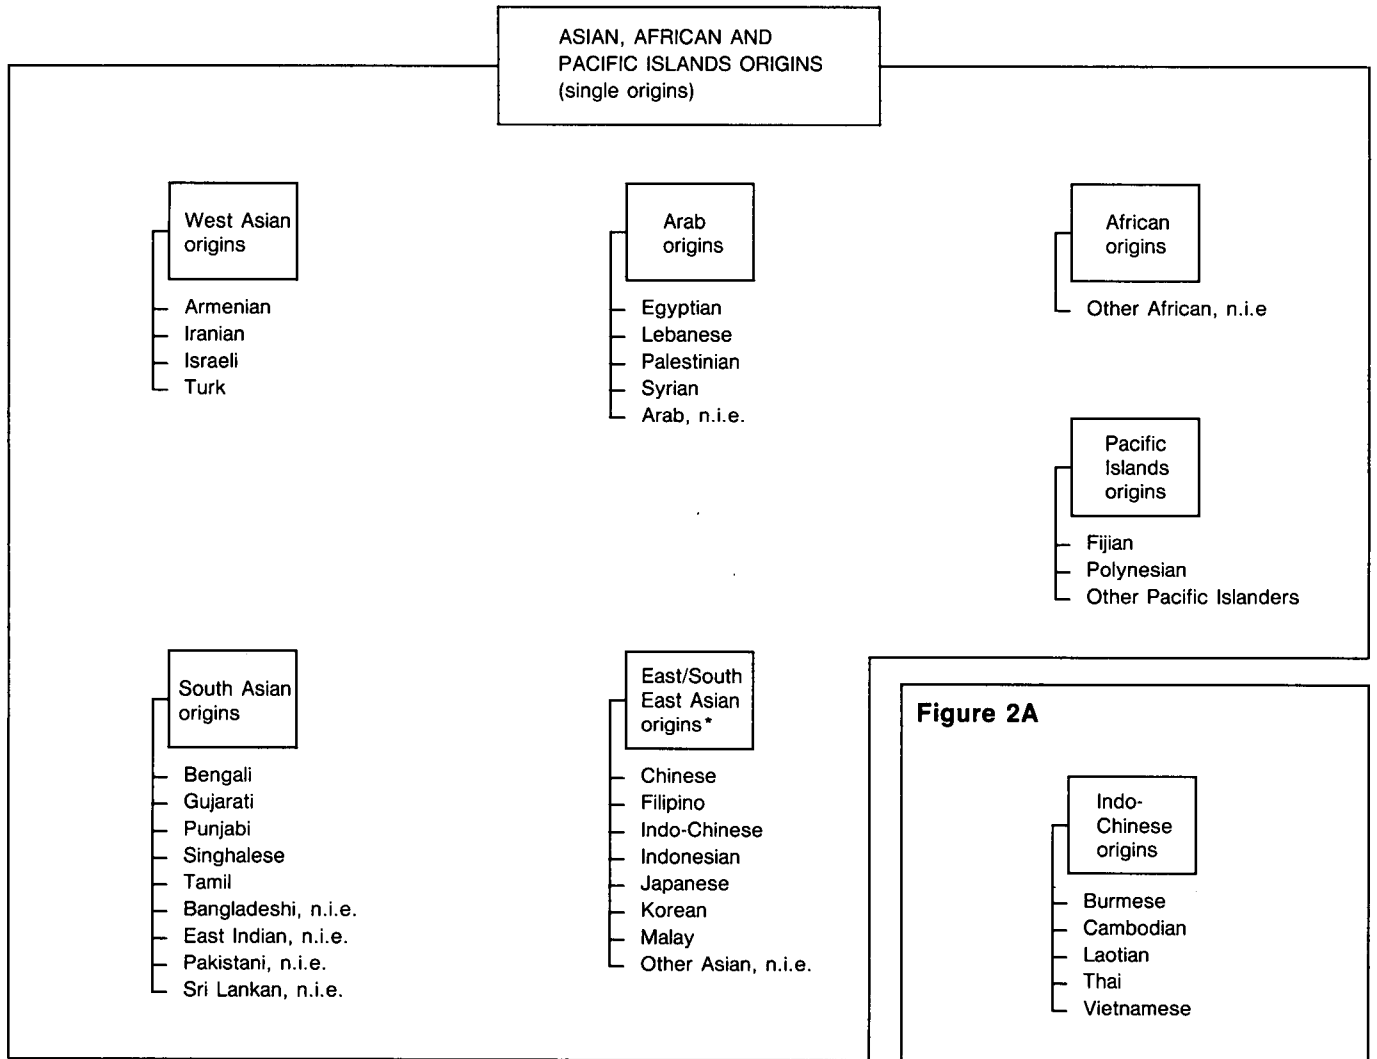 ASIAN, AFRICAN AND
PACIFIC ISLANDS ORIGINS
(single origins)
West Asian
origins
Armenian
Iranian
Israeli
Turk
Arab
origins
Egyptian
Lebanese
Palestinian
Syrian
Arab, n.i.e.
African
origins
Other African, n.i.e
Pacific
Islands
origins
Fijian
Polynesian
Other Pacific Islanders
South Asian
origins
Bengali
Gujarati
Punjabi
Singhalese
Tamil
Bangladeshi, n.i.e.
East Indian, n.i.e.
Pakistani, n.i.e.
Sri Lankan, n.i.e.
East/South
East Asian
origins*
Chinese
Filipino
Indo-Chinese
Indonesian
Japanese
Korean
Malay
Other Asian, n.i.e.
Figure 2A
Indo-
Chinese
origins
Burmese
Cambodian
Laotian
Thai
Vietnamese